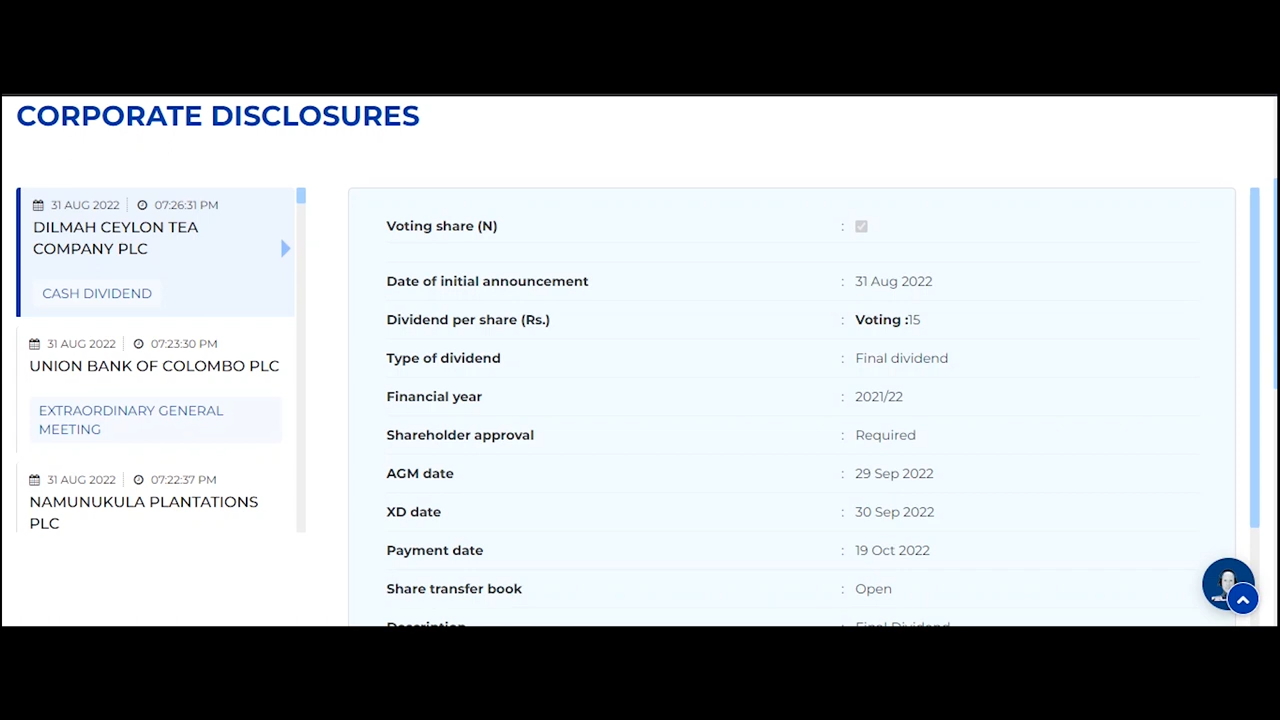 CORPORATE DISCLOSURES
31 AUG 2022 07:26:31 PM
DILMAH CEYLON TEA
COMPANY PLC
CASH DIVIDEND
31 AUG 2022 07:23:30 PM
UNION BANK OF COLOMBO PLC
EXTRAORDINARY GENERAL
MEETING
31 AUG 2022 07:22:37 PM
NAMUNUKULA PLANTATIONS
PLC
Voting share (N) :
Date of initial announcement : 31 Aug 2022
Dividend per share (Rs.) : Voting :15
Type of dividend : Final dividend
Financial year : 2021/22
Shareholder approval : Required
AGM date : 29 Sep 2022
XD date : 30 Sep 2022
Payment date : 19 Oct 2022
Share transfer book : Open
Description : Final Dividend